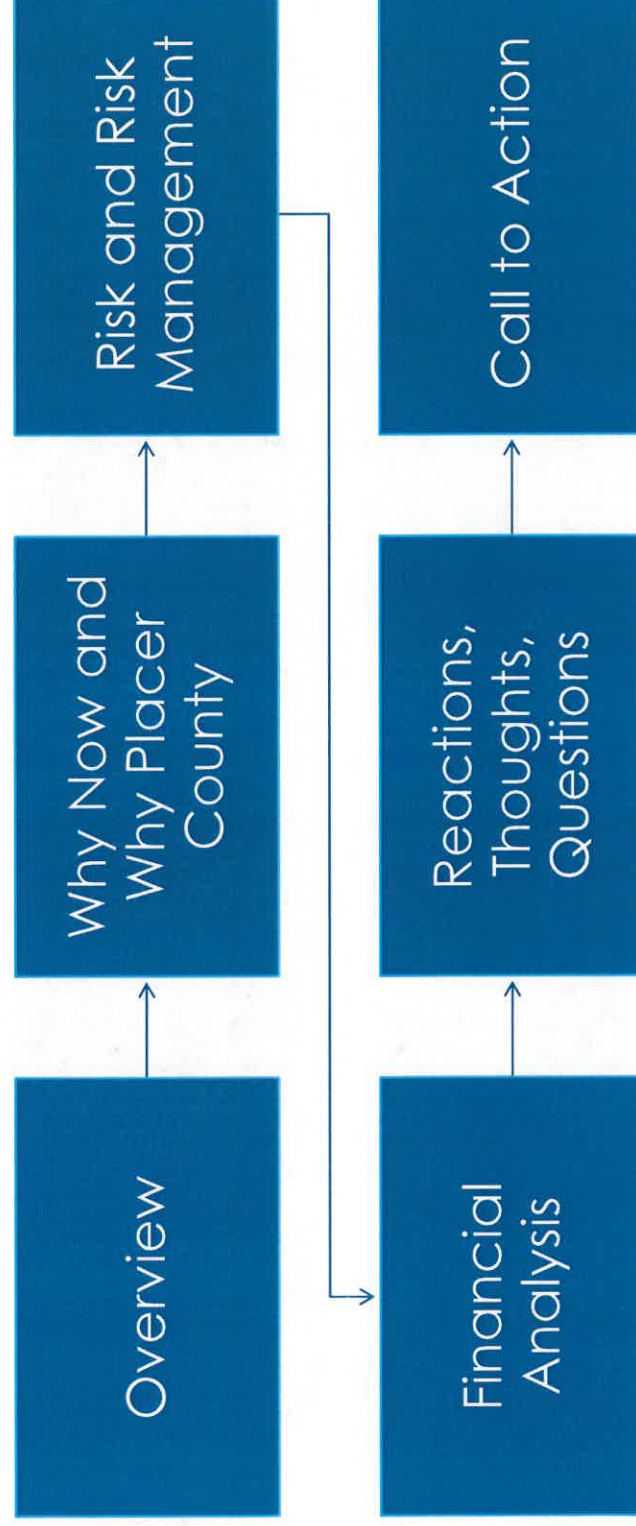 Overview
Why Now and
Why Placer
County
Risk and Risk
Management
Financial
Analysis
Reactions,
Thoughts,
Questions
Call to Action